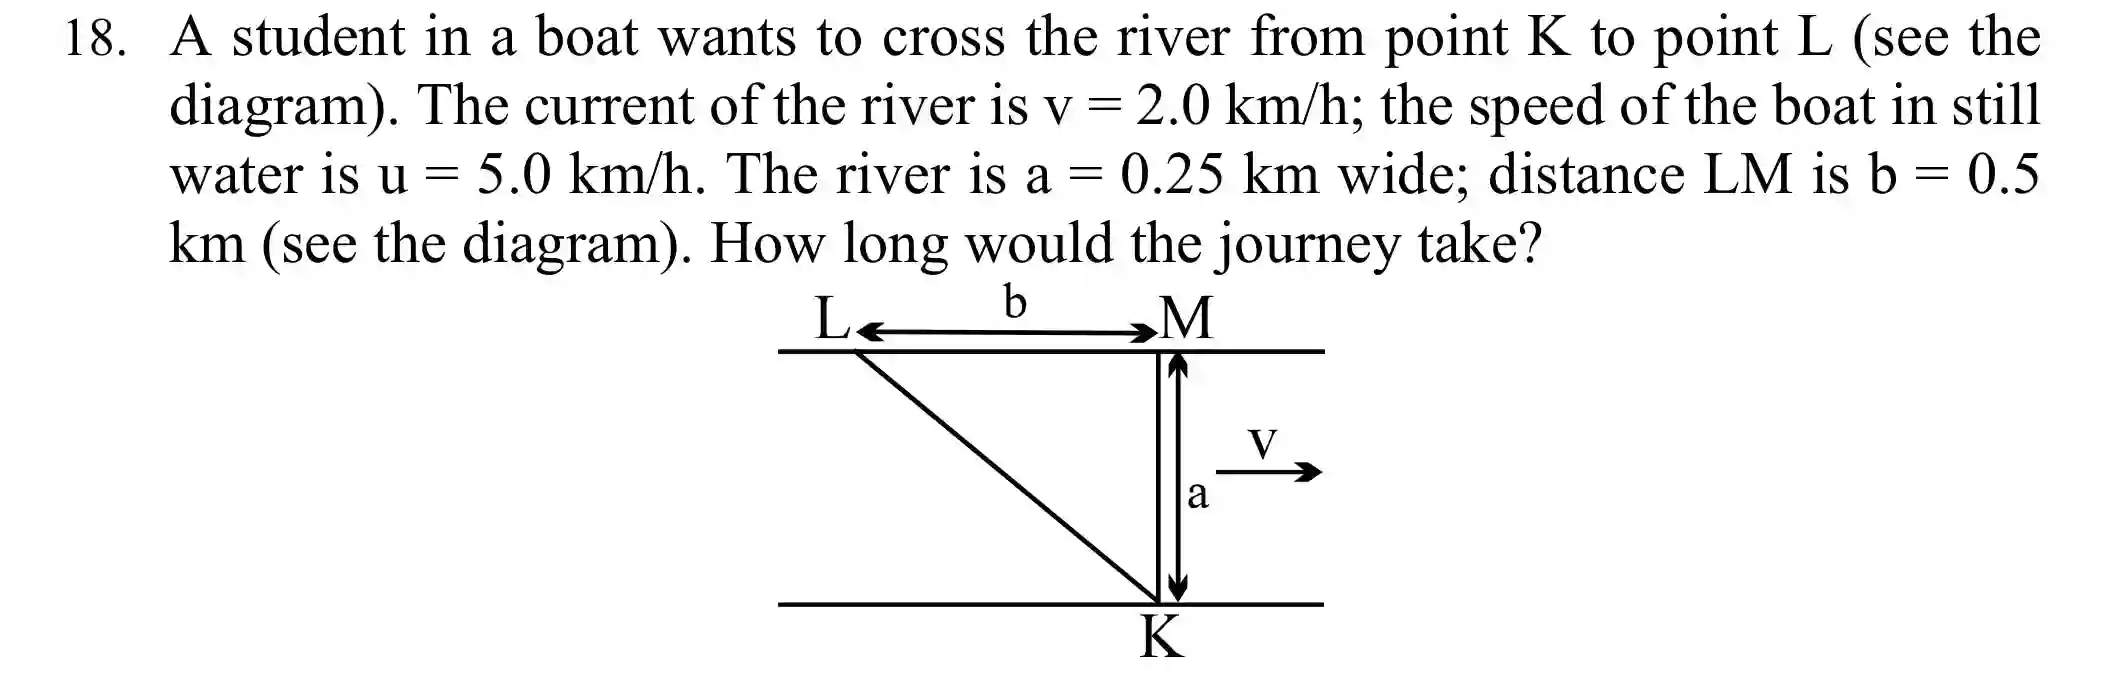 18. A student in a boat wants to cross the river from point K to point L (see the
diagram). The current of the river is v = 2.0 km/h; the speed of the boat in still
water is u = 5.0 km/h. The river is a = 0.25 km wide; distance LM is b = 0.5
km (see the diagram). How long would the journey take?
b
L M
v
a
K